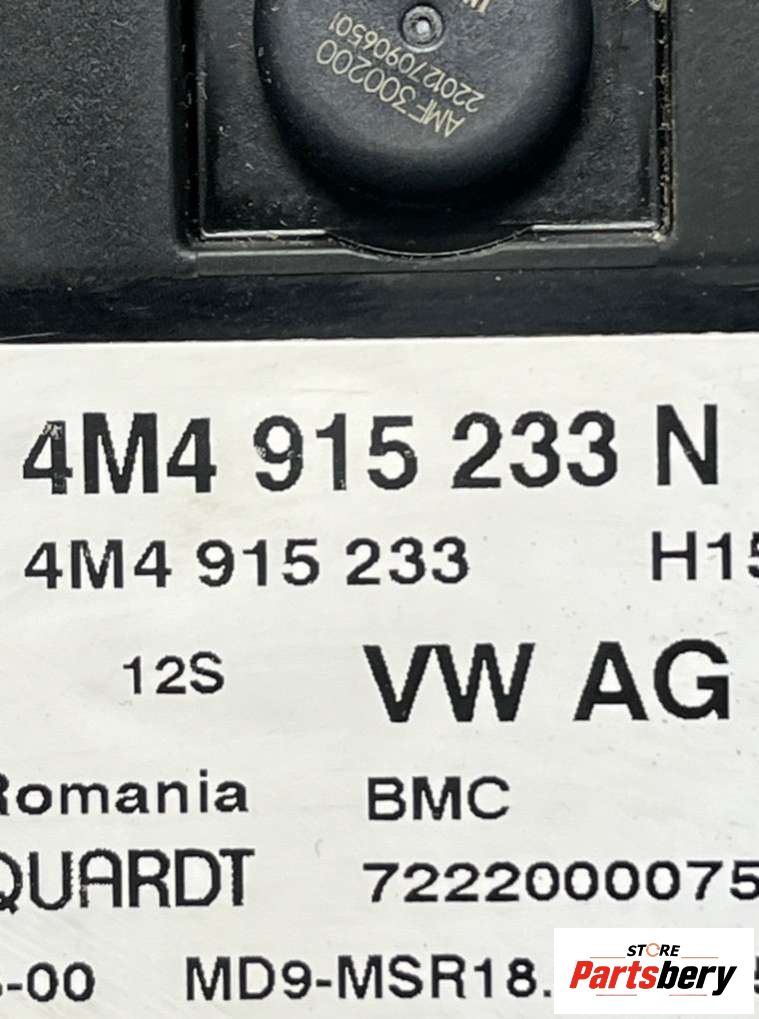 AMF 300200
2201270906501
4M4 915 233 N
4M4 915 233 H15
12S VW AG
Romania BMC
QUARDT 7222000075
-00 MD9-MSR18.
STORE
Partsbery